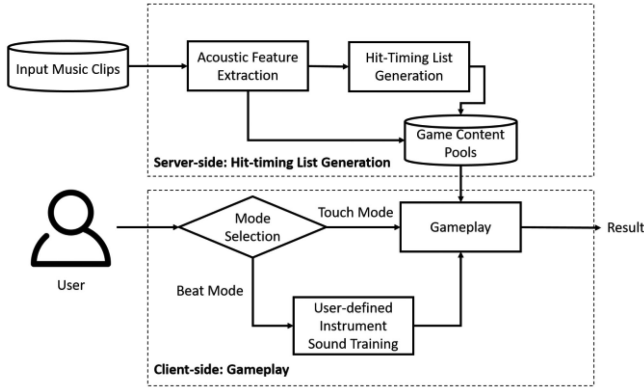 Input Music Clips
Acoustic Feature
Extraction
Hit-Timing List
Generation
Game Content
Pools
Server-side: Hit-timing List Generation
Mode
Selection
Touch Mode
Gameplay
Result
User
Beat Mode
User-defined
Instrument
Sound Training
Client-side: Gameplay